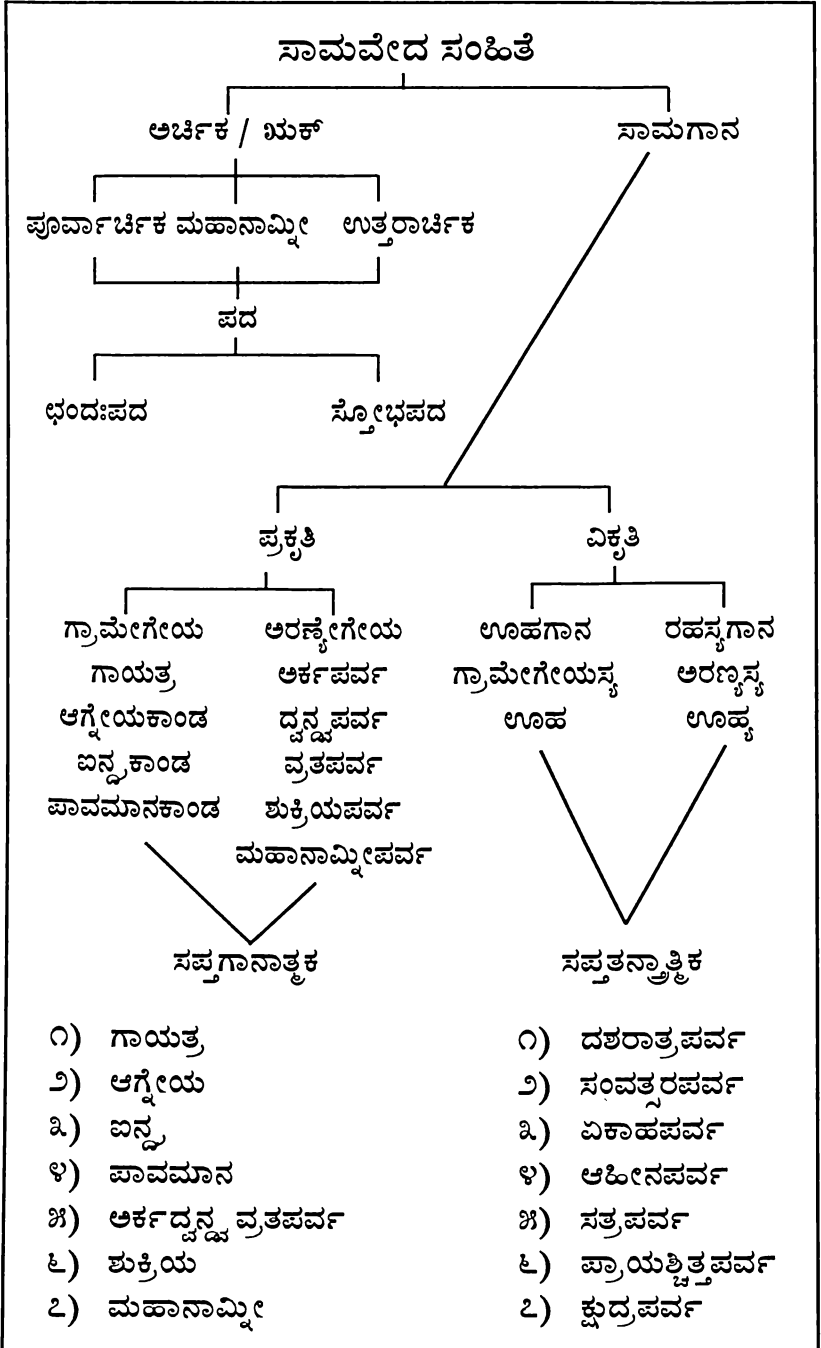 ಸಾಮವೇದ ಸಂಹಿತೆ
ಅರ್ಚಿಕ / ಋಕ್ ಸಾಮಗಾನ
ಪೂರ್ವಾರ್ಚಿಕ ಮಹಾನಾಮ್ನೀ ಉತ್ತರಾರ್ಚಿಕ
ಪದ
ಛಂದಃಪದ ಸ್ತೋಭಪದ
ಪ್ರಕೃತಿ ವಿಕೃತಿ
ಗ್ರಾಮೇಗೇಯ ಅರಣ್ಯೇಗೇಯ ಊಹಗಾನ ರಹಸ್ಯಗಾನ
ಗಾಯತ್ರ ಅರ್ಕಪರ್ವ ಗ್ರಾಮೇಗೇಯಸ್ಯ ಅರಣ್ಯಸ್ಯ
ಆಗ್ನೇಯಕಾಂಡ ದ್ವನ್ದ್ವಪರ್ವ ಊಹ ಊಹ್ಯ
ಐನ್ದ್ರಕಾಂಡ ವ್ರತಪರ್ವ
ಪಾವಮಾನಕಾಂಡ ಶುಕ್ರಿಯಪರ್ವ
ಮಹಾನಾಮ್ನೀಪರ್ವ
ಸಪ್ತಗಾನಾತ್ಮಕ ಸಪ್ತತನ್ತ್ರಾತ್ಮಿಕ
೧) ಗಾಯತ್ರ
೨) ಆಗ್ನೇಯ
೩) ಐನ್ದ್ರ
೪) ಪಾವಮಾನ
೫) ಅರ್ಕದ್ವನ್ದ್ವ ವ್ರತಪರ್ವ
೬) ಶುಕ್ರಿಯ
೭) ಮಹಾನಾಮ್ನೀ
೧) ದಶರಾತ್ರಪರ್ವ
೨) ಸಂವತ್ಸರಪರ್ವ
೩) ಏಕಾಹಪರ್ವ
೪) ಆಹೀನಪರ್ವ
೫) ಸತ್ರಪರ್ವ
೬) ಪ್ರಾಯಶ್ಚಿತ್ತಪರ್ವ
೭) ಕ್ಷುದ್ರಪರ್ವ